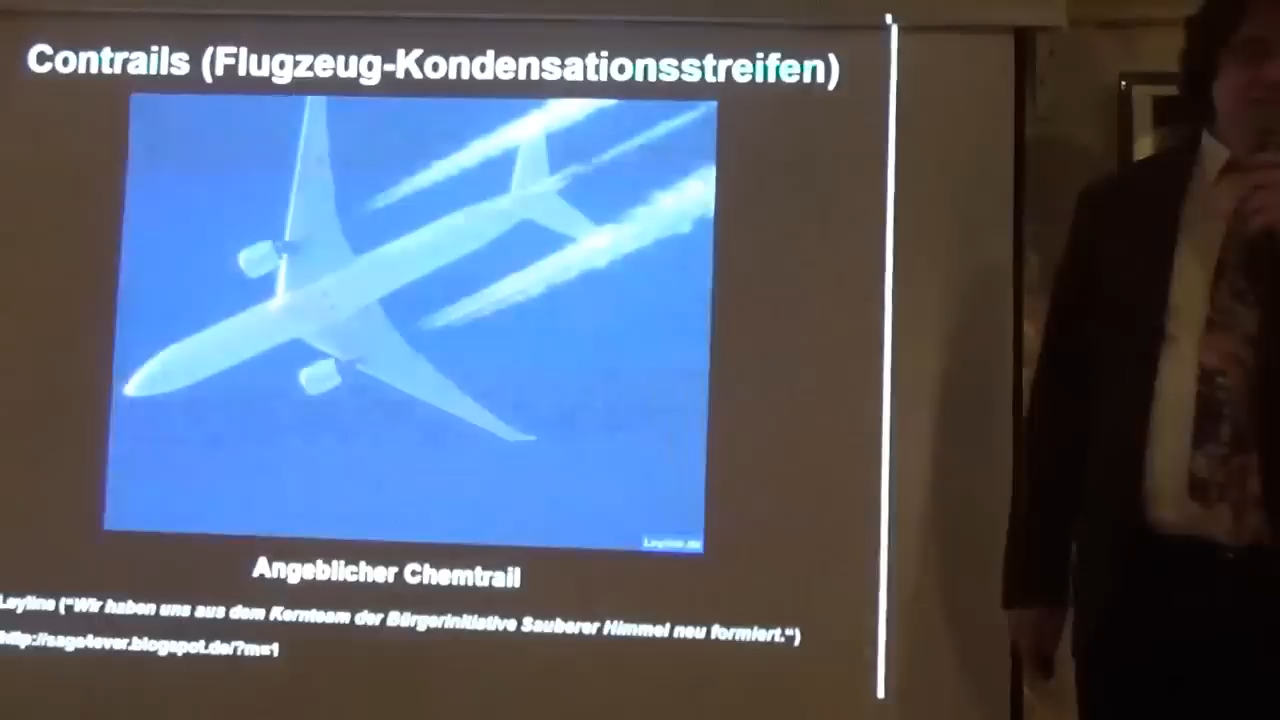 Contrails (Flugzeug-Kondensationsstreifen)
Angeblicher Chemtrail
Leyline ("Wir haben uns aus dem Kernteam der Bürgerinitiative Sauberer Himmel neu formiert.")
http://sage4ever.blogspot.de/?m=1